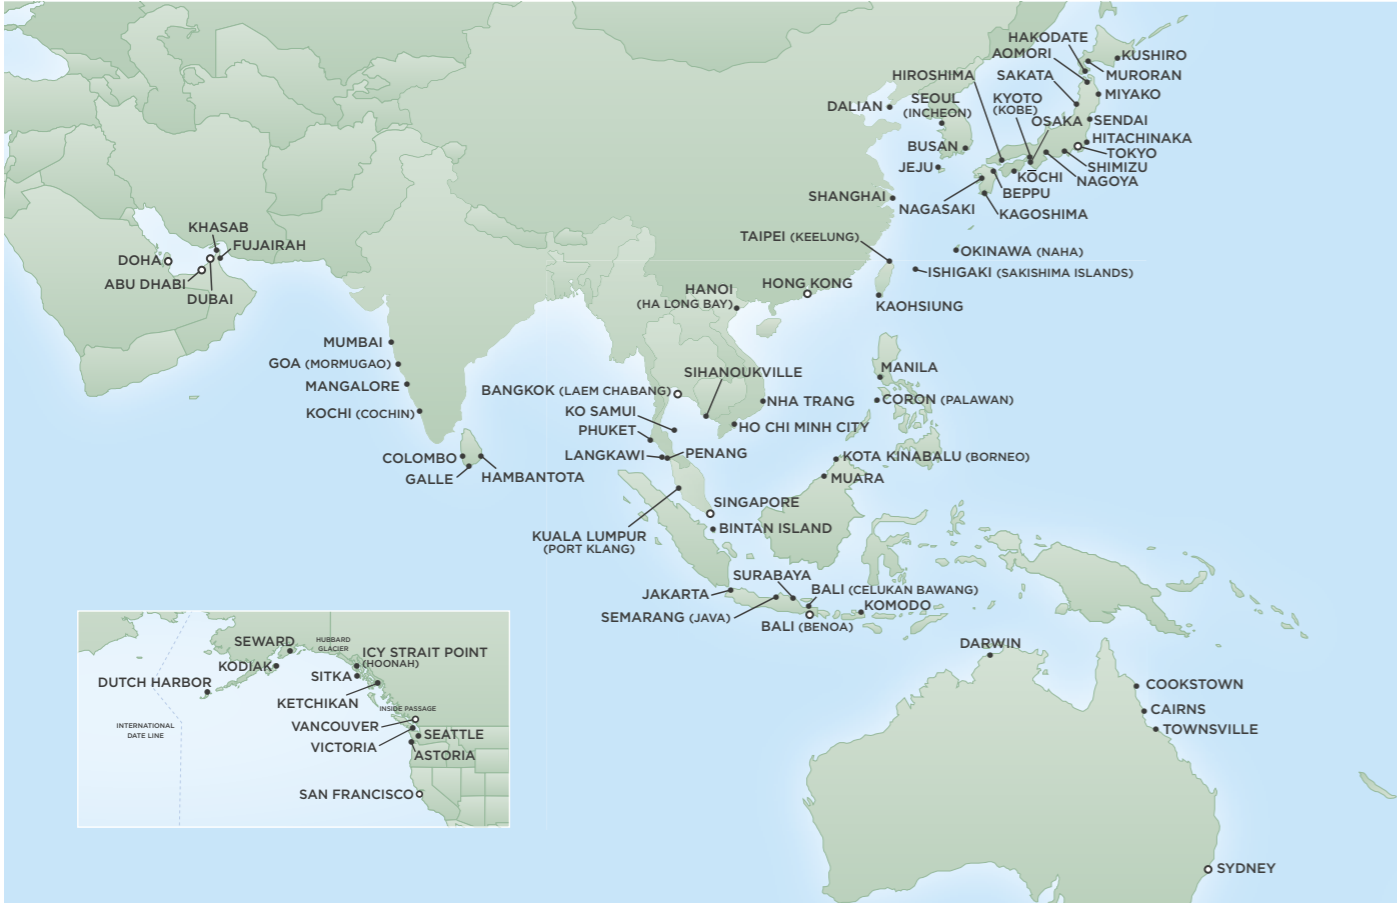 HAKODATE
AOMORI
KUSHIRO
HIROSHIMA
SAKATA
MURORAN
DALIAN
SEOUL
(INCHEON)
KYOTO
(KOBE)
MIYAKO
OSAKA
SENDAI
BUSAN
HITACHINAKA
TOKYO
JEJU
SHIMIZU
KŌCHI
NAGOYA
BEPPU
SHANGHAI
NAGASAKI
KAGOSHIMA
KHASAB
FUJAIRAH
TAIPEI (KEELUNG)
OKINAWA (NAHA)
DOHA
ISHIGAKI (SAKISHIMA ISLANDS)
ABU DHABI
DUBAI
HANOI
(HA LONG BAY)
HONG KONG
KAOHSIUNG
MUMBAI
GOA (MORMUGAO)
MANGALORE
KOCHI (COCHIN)
SIHANOUKVILLE
MANILA
BANGKOK (LAEM CHABANG)
NHA TRANG
CORON (PALAWAN)
KO SAMUI
PHUKET
HO CHI MINH CITY
COLOMBO
LANGKAWI
PENANG
KOTA KINABALU (BORNEO)
GALLE
HAMBANTOTA
MUARA
SINGAPORE
BINTAN ISLAND
KUALA LUMPUR
(PORT KLANG)
SURABAYA
JAKARTA
BALI (CELUKAN BAWANG)
KOMODO
SEMARANG (JAVA)
BALI (BENOA)
DARWIN
COOKSTOWN
CAIRNS
TOWNSVILLE
SYDNEY
SEWARD
HUBBARD
GLACIER
ICY STRAIT POINT
(HOONAH)
KODIAK
SITKA
DUTCH HARBOR
KETCHIKAN
INSIDE PASSAGE
INTERNATIONAL
DATE LINE
VANCOUVER
SEATTLE
VICTORIA
ASTORIA
SAN FRANCISCO